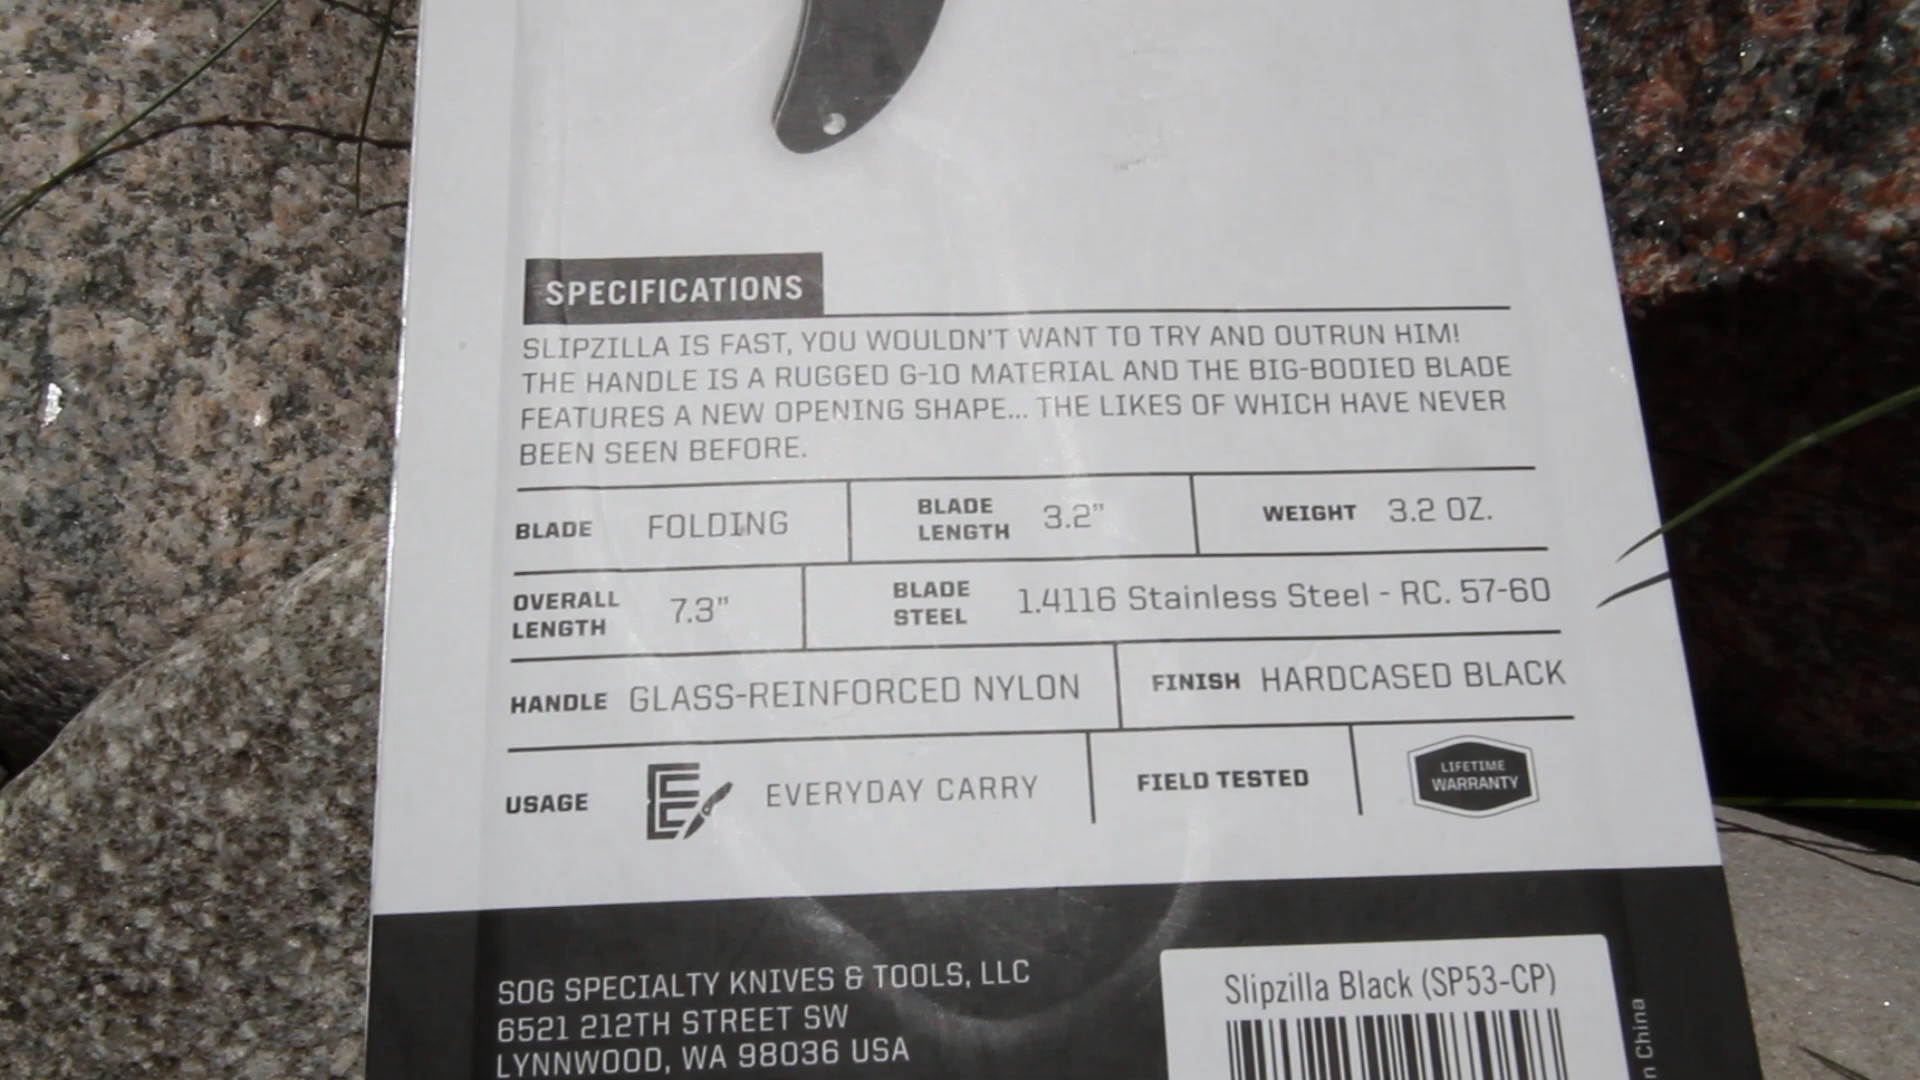 SPECIFICATIONS
SLIPZILLA IS FAST, YOU WOULDN'T WANT TO TRY AND OUTRUN HIM!
THE HANDLE IS A RUGGED G-10 MATERIAL AND THE BIG-BODIED BLADE
FEATURES A NEW OPENING SHAPE... THE LIKES OF WHICH HAVE NEVER
BEEN SEEN BEFORE.
BLADE FOLDING
BLADE
LENGTH 3.2"
WEIGHT 3.2 OZ.
OVERALL
LENGTH 7.3"
BLADE
STEEL 1.4116 Stainless Steel - RC. 57-60
HANDLE GLASS-REINFORCED NYLON
FINISH HARDCASED BLACK
USAGE EVERYDAY CARRY
FIELD TESTED
LIFETIME
WARRANTY
SOG SPECIALTY KNIVES & TOOLS, LLC
6521 212TH STREET SW
LYNNWOOD, WA 98036 USA
Slipzilla Black (SP53-CP)
China